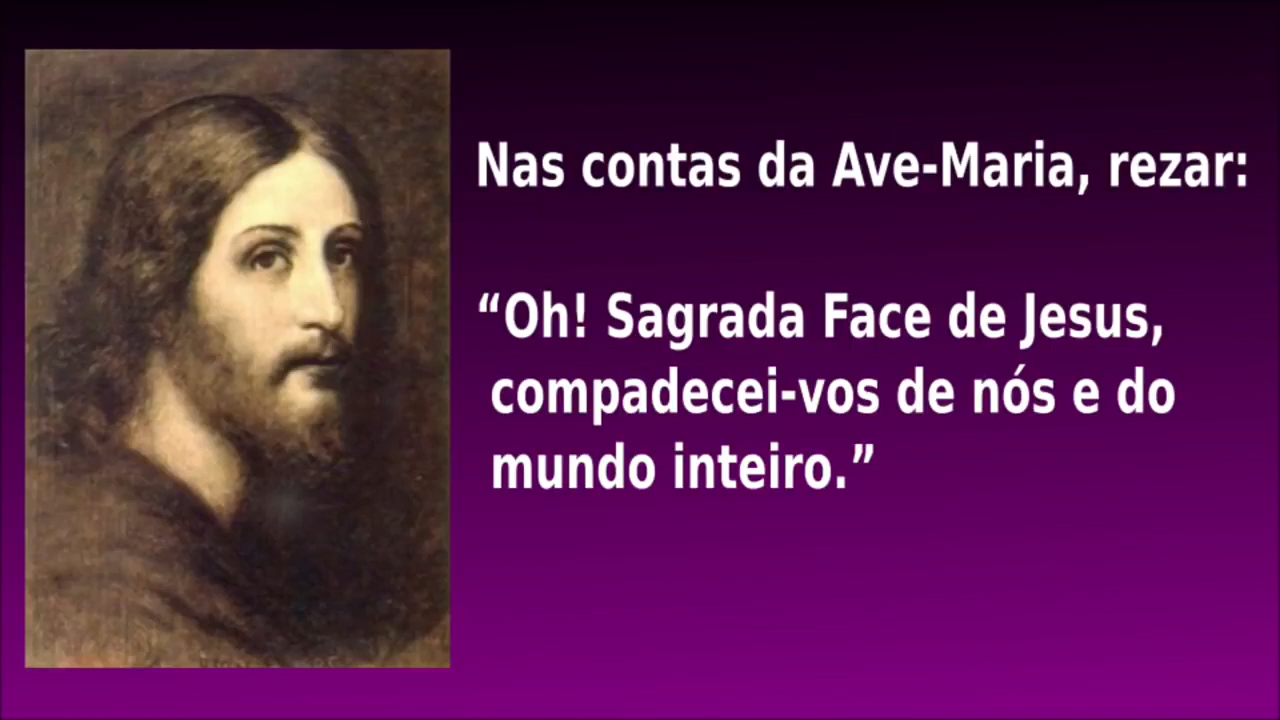 Nas contas da Ave-Maria, rezar:
“Oh! Sagrada Face de Jesus,
compadecei-vos de nós e do
mundo inteiro.”